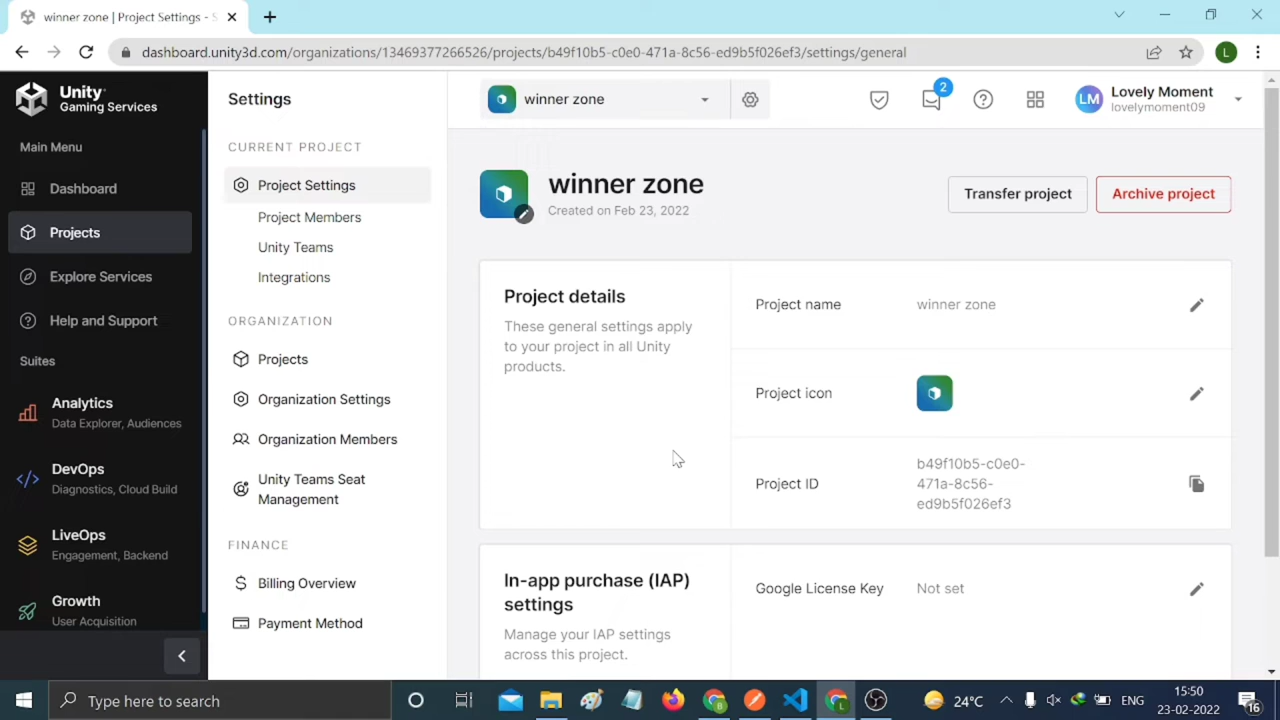 winner zone | Project Settings - S
dashboard.unity3d.com/organizations/13469377266526/projects/b49f10b5-c0e0-471a-8c56-ed9b5f026ef3/settings/general
L
Unity
Gaming Services
Main Menu
Dashboard
Projects
Explore Services
Help and Support
Suites
Analytics
Data Explorer, Audiences
DevOps
Diagnostics, Cloud Build
LiveOps
Engagement, Backend
Growth
User Acquisition
Settings
CURRENT PROJECT
Project Settings
Project Members
Unity Teams
Integrations
ORGANIZATION
Projects
Organization Settings
Organization Members
Unity Teams Seat
Management
FINANCE
Billing Overview
Payment Method
winner zone
2
LM
Lovely Moment
lovelymoment09
winner zone
Created on Feb 23, 2022
Transfer project
Archive project
Project details
These general settings apply
to your project in all Unity
products.
Project name
winner zone
Project icon
Project ID
b49f10b5-c0e0-
471a-8c56-
ed9b5f026ef3
In-app purchase (IAP)
settings
Manage your IAP settings
across this project.
Google License Key
Not set
Type here to search
24°C
ENG
15:50
23-02-2022
16